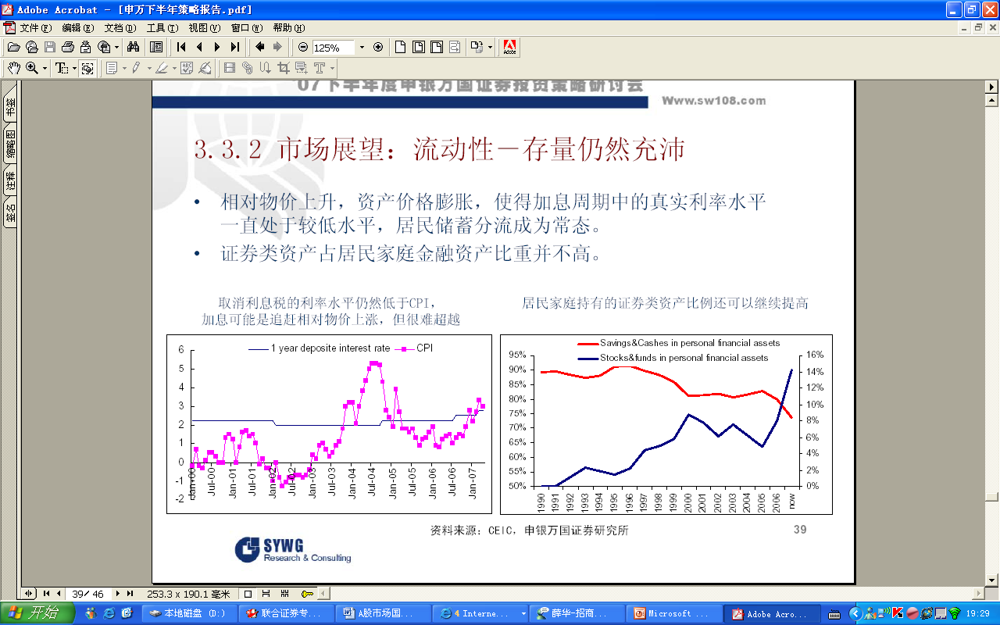 Adobe Acrobat - [申万下半年策略报告.pdf]
文件(F) 编辑(E) 文档(D) 工具(T) 视图(V) 窗口(W) 帮助(H)
125%
Adobe
书签
缩略图
注释
签名
'07下半年度申银万国证券投资策略研讨会
Www.sw108.com
3.3.2 市场展望：流动性－存量仍然充沛
• 相对物价上升，资产价格膨胀，使得加息周期中的真实利率水平
一直处于较低水平，居民储蓄分流成为常态。
• 证券类资产占居民家庭金融资产比重并不高。
取消利息税的利率水平仍然低于CPI，
加息可能是追赶相对物价上涨，但很难超越
1 year deposite interest rate CPI
6
5
4
3
2
1
0
-1
-2
Jan-00 Jul-00 Jan-01 Jul-01 Jan-02 Jul-02 Jan-03 Jul-03 Jan-04 Jul-04 Jan-05 Jul-05 Jan-06 Jul-06 Jan-07
居民家庭持有的证券类资产比例还可以继续提高
Savings&Cashes in personal financial assets
Stocks&funds in personal financial assets
95%
90%
85%
80%
75%
70%
65%
60%
55%
50%
16%
14%
12%
10%
8%
6%
4%
2%
0%
1990 1991 1992 1993 1994 1995 1996 1997 1998 1999 2000 2001 2002 2003 2004 2005 2006 now
资料来源：CEIC，申银万国证券研究所
39
SYWG
Research & Consulting
39/ 46 253.3 x 190.1 毫米
开始 本地磁盘 (D:) 联合证券专... A股市场国... 4 Interne... 薛华-招商... Microsoft ... Adobe Acro... 19:29